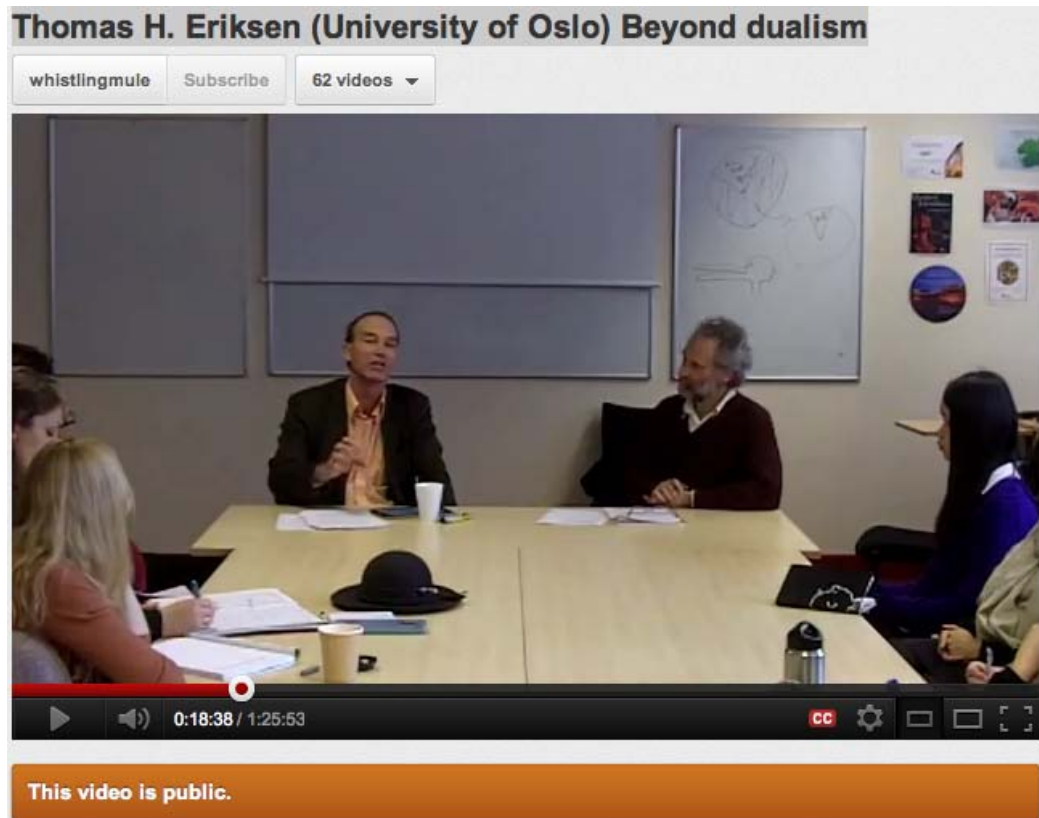 Thomas H. Eriksen (University of Oslo) Beyond dualism
whistlingmule Subscribe 62 videos
0:18:38 / 1:25:53 CC
This video is public.